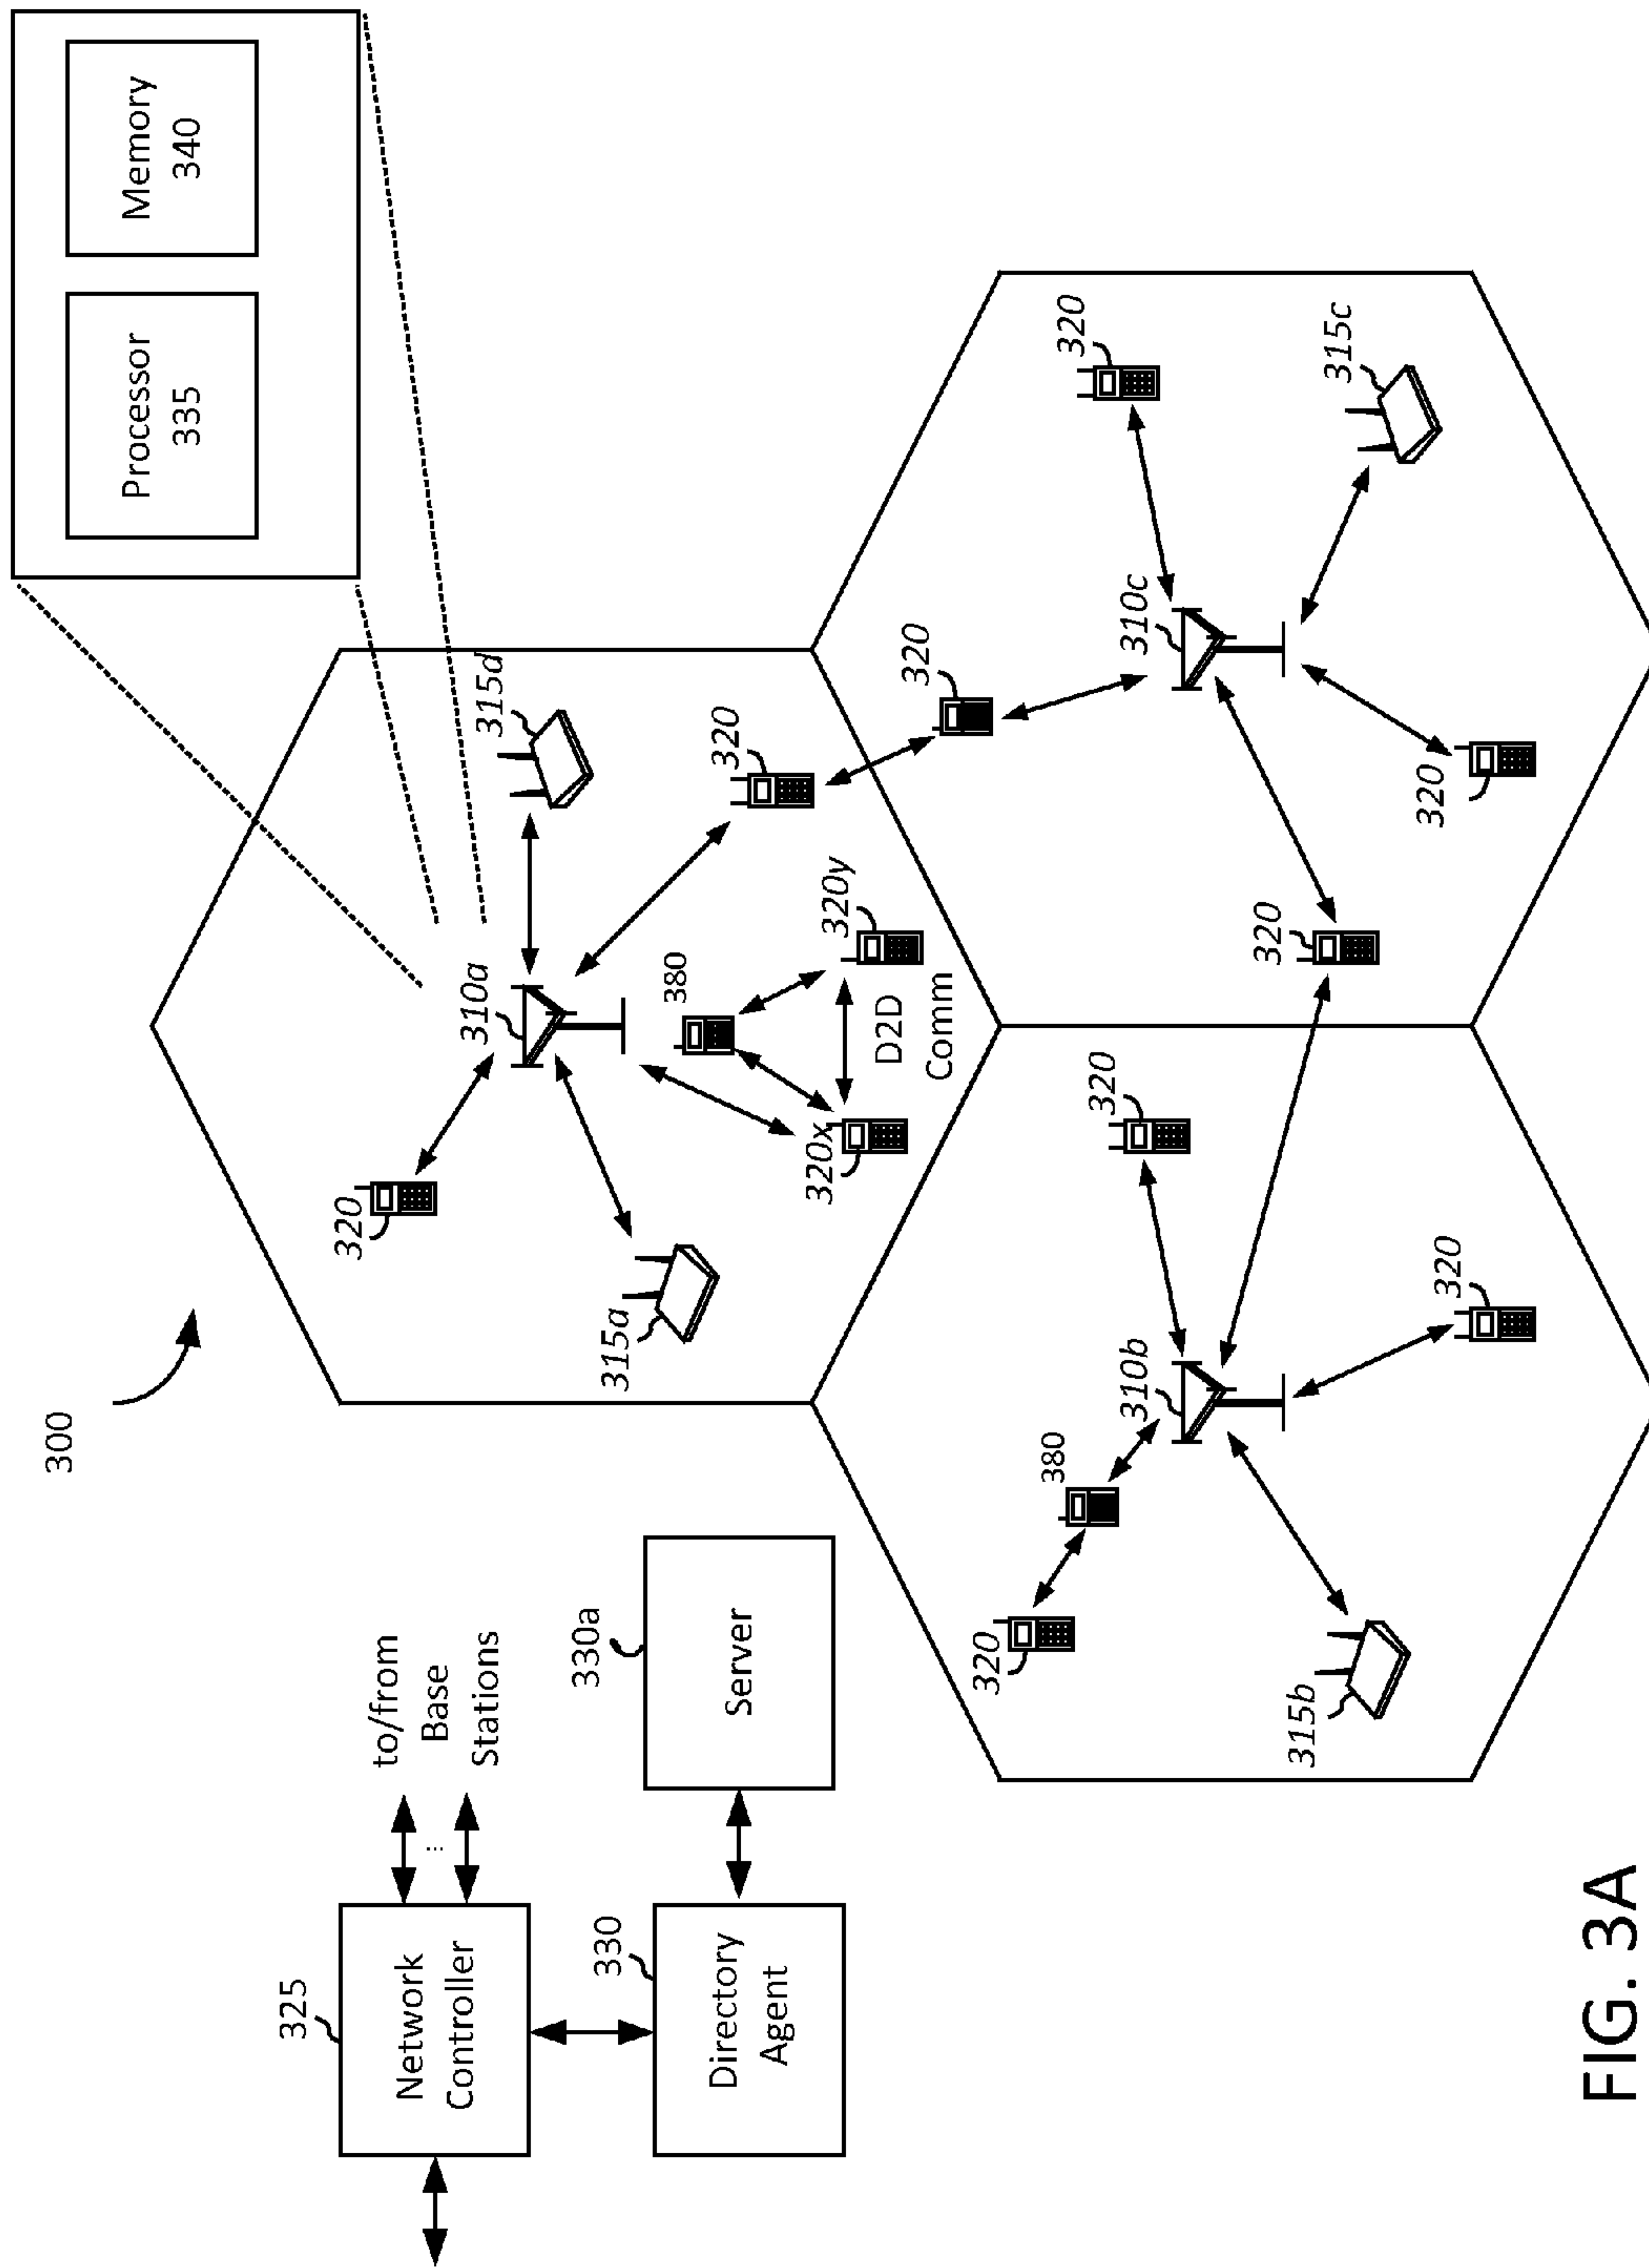 300
Processor
335
Memory
340
325
Network
Controller
to/from
Base
Stations
...
330
Directory
Agent
330a
Server
320
310a
315d
315a
380
320
320x
320y
D2D
Comm
320
320
380
320
310b
315b
320
320
310c
320
315c
320
FIG. 3A